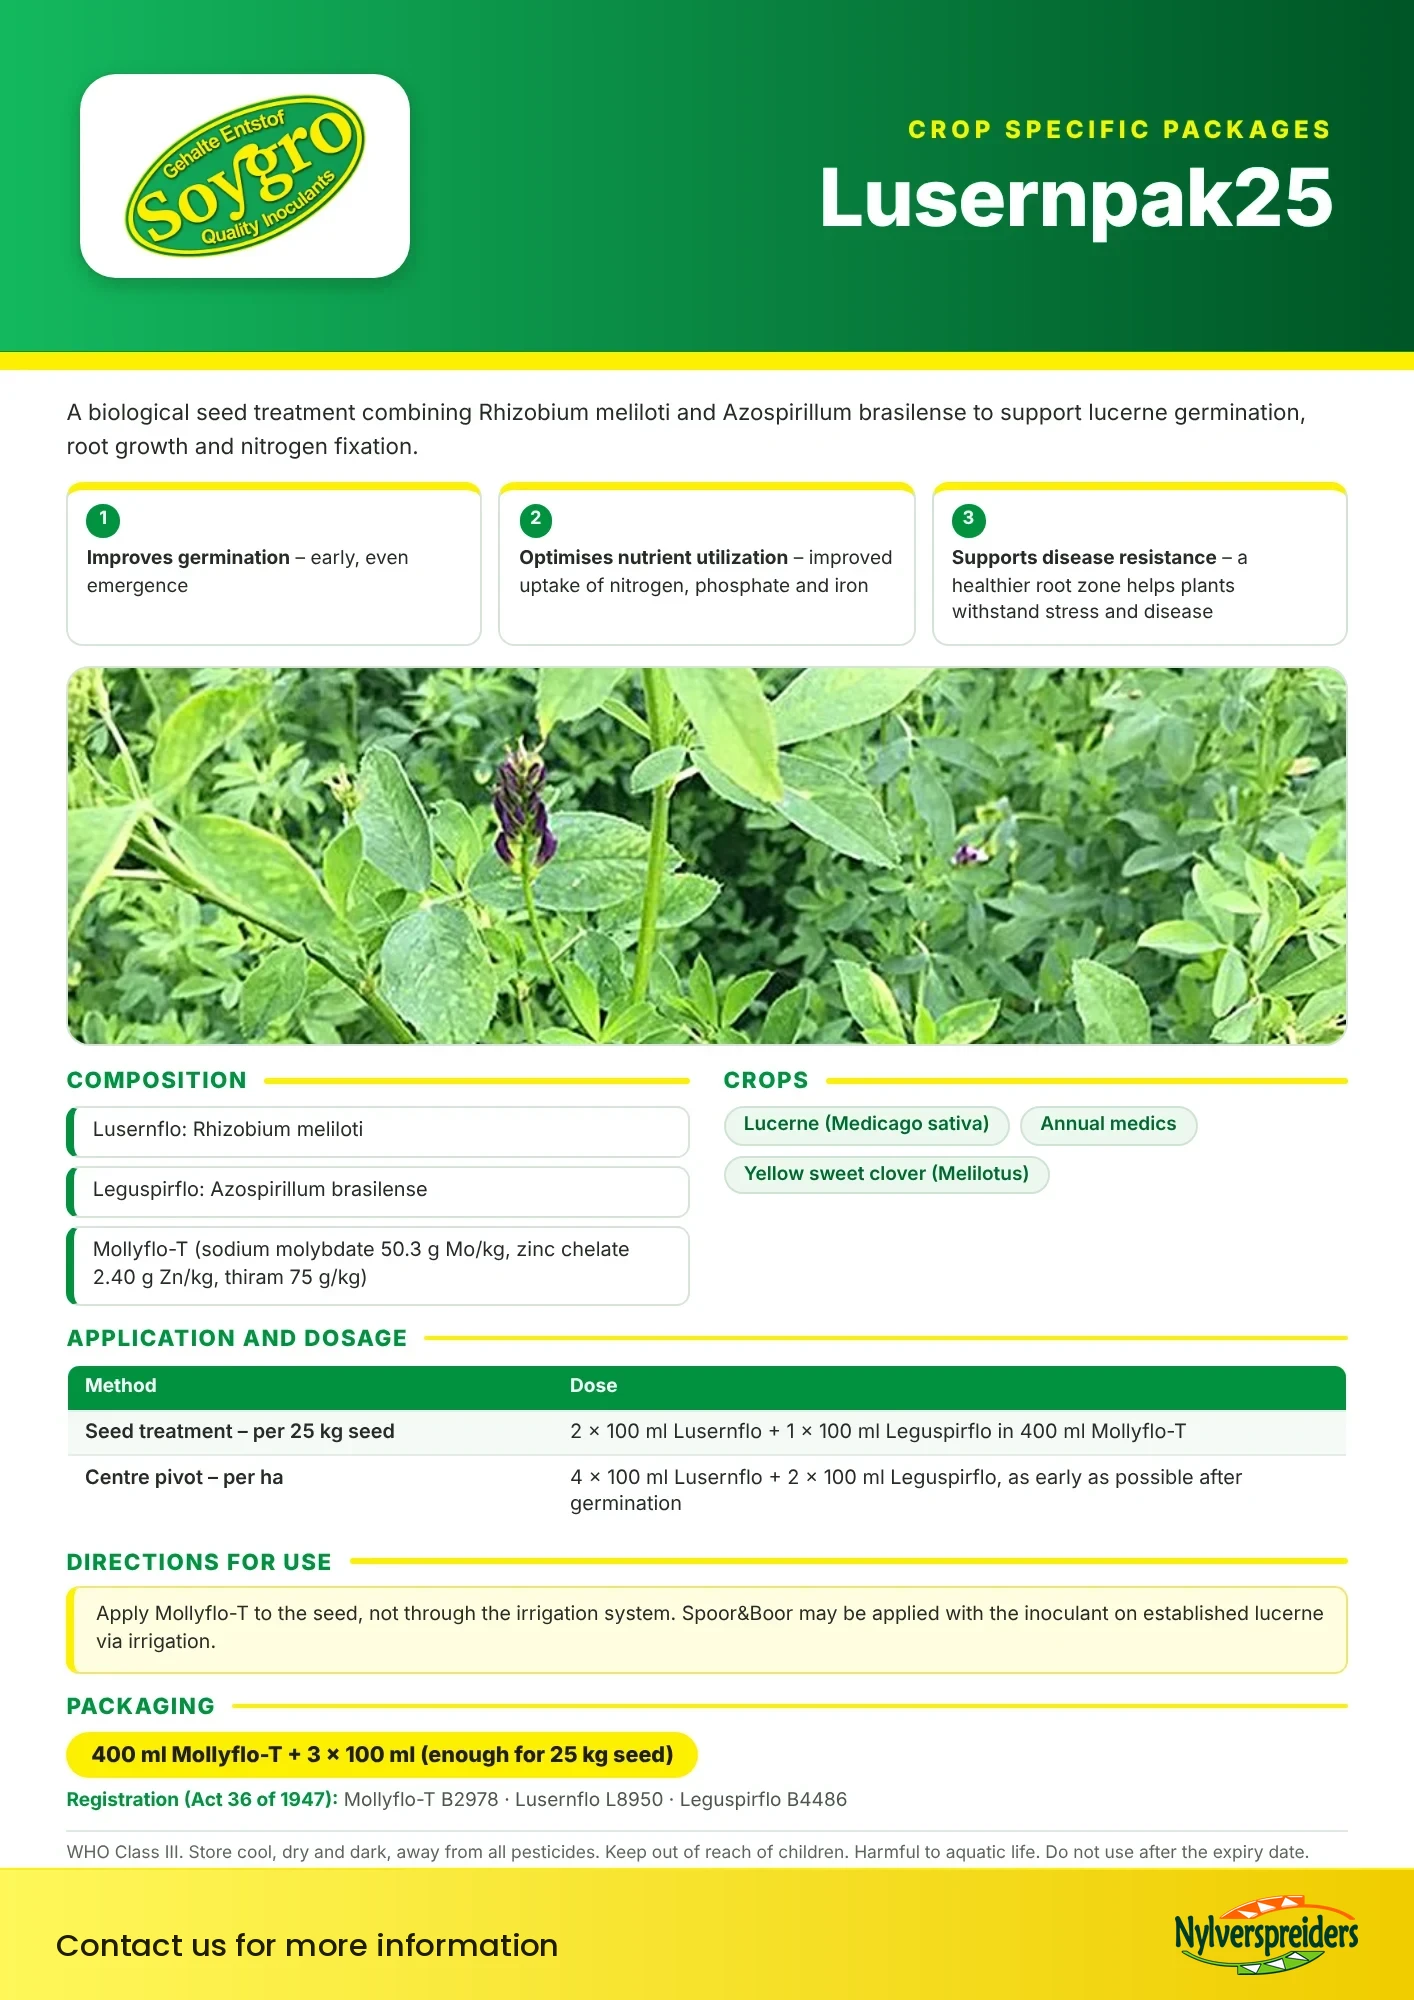 Gehalte Entstof
Soygro
Quality Inoculants
CROP SPECIFIC PACKAGES
Lusernpak25
A biological seed treatment combining Rhizobium meliloti and Azospirillum brasilense to support lucerne germination,
root growth and nitrogen fixation.
1
Improves germination – early, even
emergence
2
Optimises nutrient utilization – improved
uptake of nitrogen, phosphate and iron
3
Supports disease resistance – a
healthier root zone helps plants
withstand stress and disease
COMPOSITION
Lusernflo: Rhizobium meliloti
Leguspirflo: Azospirillum brasilense
Mollyflo-T (sodium molybdate 50.3 g Mo/kg, zinc chelate
2.40 g Zn/kg, thiram 75 g/kg)
CROPS
Lucerne (Medicago sativa)
Annual medics
Yellow sweet clover (Melilotus)
APPLICATION AND DOSAGE
Method Dose
Seed treatment – per 25 kg seed 2 × 100 ml Lusernflo + 1 × 100 ml Leguspirflo in 400 ml Mollyflo-T
Centre pivot – per ha 4 × 100 ml Lusernflo + 2 × 100 ml Leguspirflo, as early as possible after
germination
DIRECTIONS FOR USE
Apply Mollyflo-T to the seed, not through the irrigation system. Spoor&Boor may be applied with the inoculant on established lucerne
via irrigation.
PACKAGING
400 ml Mollyflo-T + 3 × 100 ml (enough for 25 kg seed)
Registration (Act 36 of 1947): Mollyflo-T B2978 · Lusernflo L8950 · Leguspirflo B4486
WHO Class III. Store cool, dry and dark, away from all pesticides. Keep out of reach of children. Harmful to aquatic life. Do not use after the expiry date.
Contact us for more information
Nylverspreiders